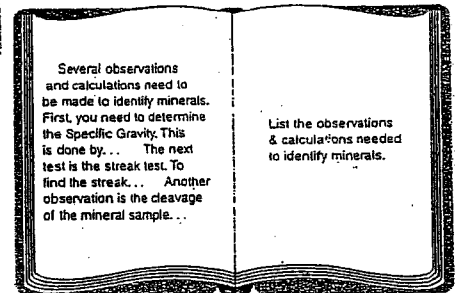 Several observations
and calculations need to
be made to identify minerals.
First, you need to determine
the Specific Gravity. This
is done by... The next
test is the streak test. To
find the streak... Another
observation is the cleavage
of the mineral sample...
List the observations
& calculations needed
to identify minerals.